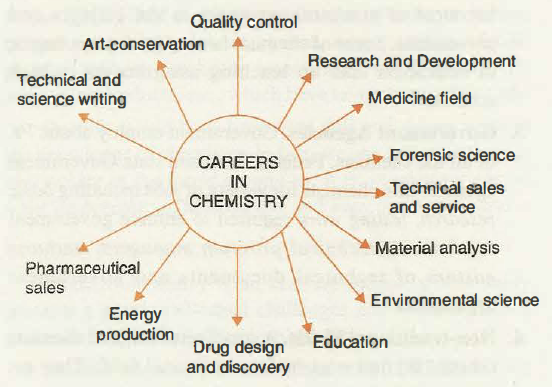 Quality control
Art-conservation
Research and Development
Technical and
science writing
Medicine field
Forensic science
CAREERS
IN
CHEMISTRY
Technical sales
and service
Material analysis
Pharmaceutical
sales
Environmental science
Energy
production
Education
Drug design
and discovery